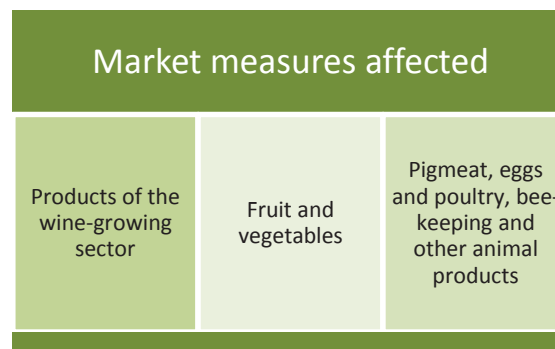 Market measures affected
Products of the
wine-growing
sector
Fruit and
vegetables
Pigmeat, eggs
and poultry, bee-
keeping and
other animal
products